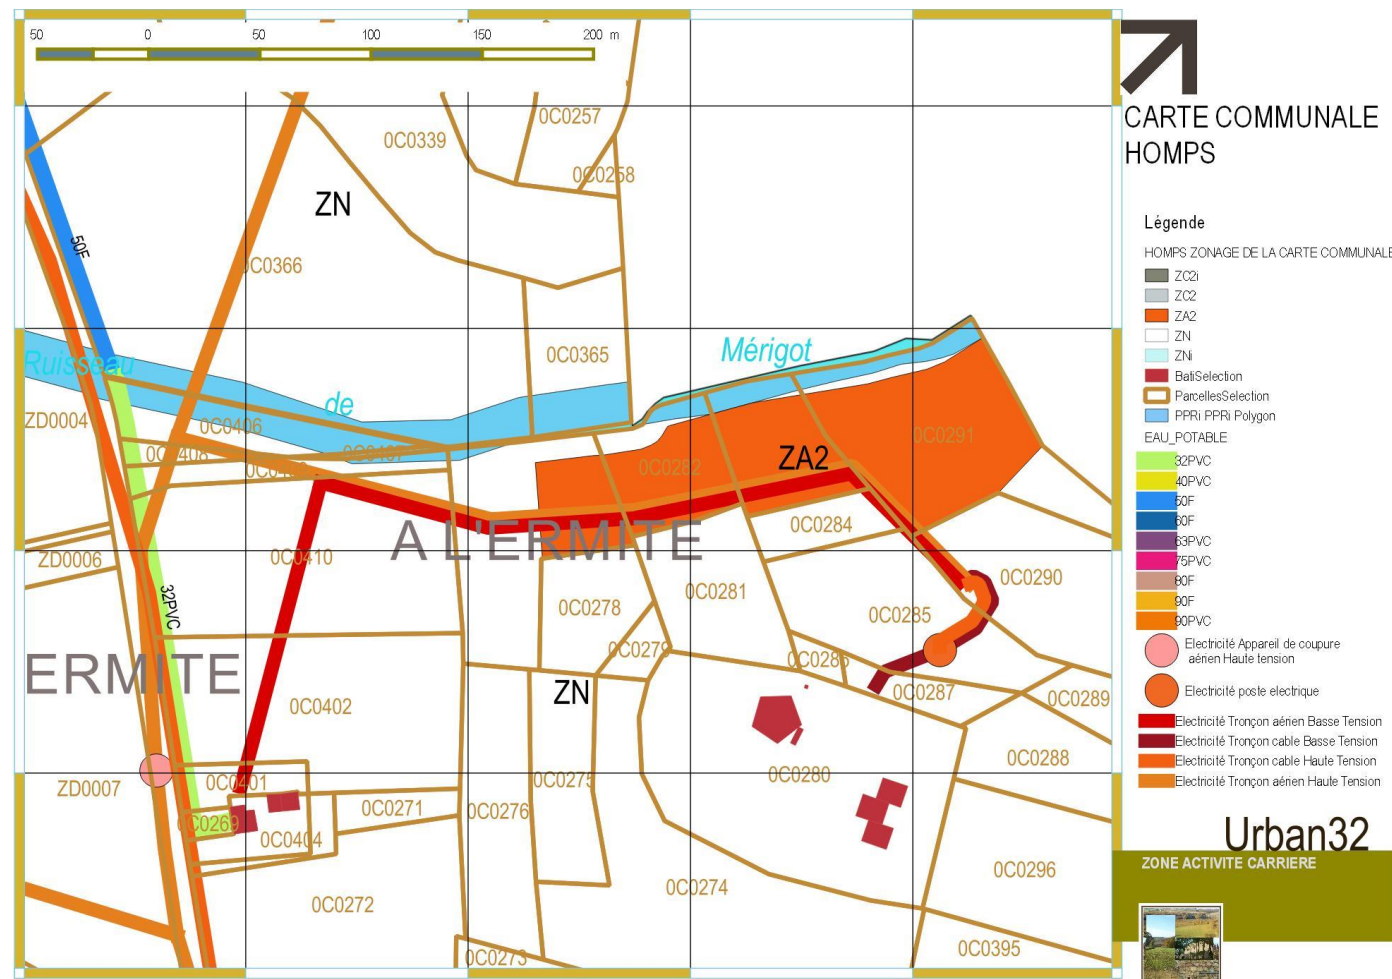 50 0 50 100 150 200 m
CARTE COMMUNALE
HOMPS
Légende
HOMPS ZONAGE DE LA CARTE COMMUNALE
ZC2i
ZC2
ZA2
ZN
ZNi
BatiSelection
ParcellesSelection
PPRi PPRi Polygon
EAU_POTABLE
32PVC
40PVC
50F
60F
63PVC
75PVC
80F
90F
90PVC
Electricité Appareil de coupure
aérien Haute tension
Electricité poste electrique
Electricité Tronçon aérien Basse Tension
Electricité Tronçon cable Basse Tension
Electricité Tronçon cable Haute Tension
Electricité Tronçon aérien Haute Tension
Urban32
ZONE ACTIVITE CARRIERE
0C0257
0C0339
0C0258
ZN
50F
0C0366
0C0365
Mérigot
Ruisseau
de
ZD0004
0C0406
0C0407
0C0408
0C0291
0C0282
ZA2
A L'ERMITE
0C0284
ZD0006
0C0410
0C0290
32PVC
0C0278
0C0281
0C0285
0C0279
0C0286
ERMITE
ZN
0C0287
0C0289
0C0402
0C0288
0C0280
0C0401
0C0275
ZD0007
0C0271
0C0276
0C0269
0C0404
0C0296
0C0274
0C0272
0C0395
0C0273